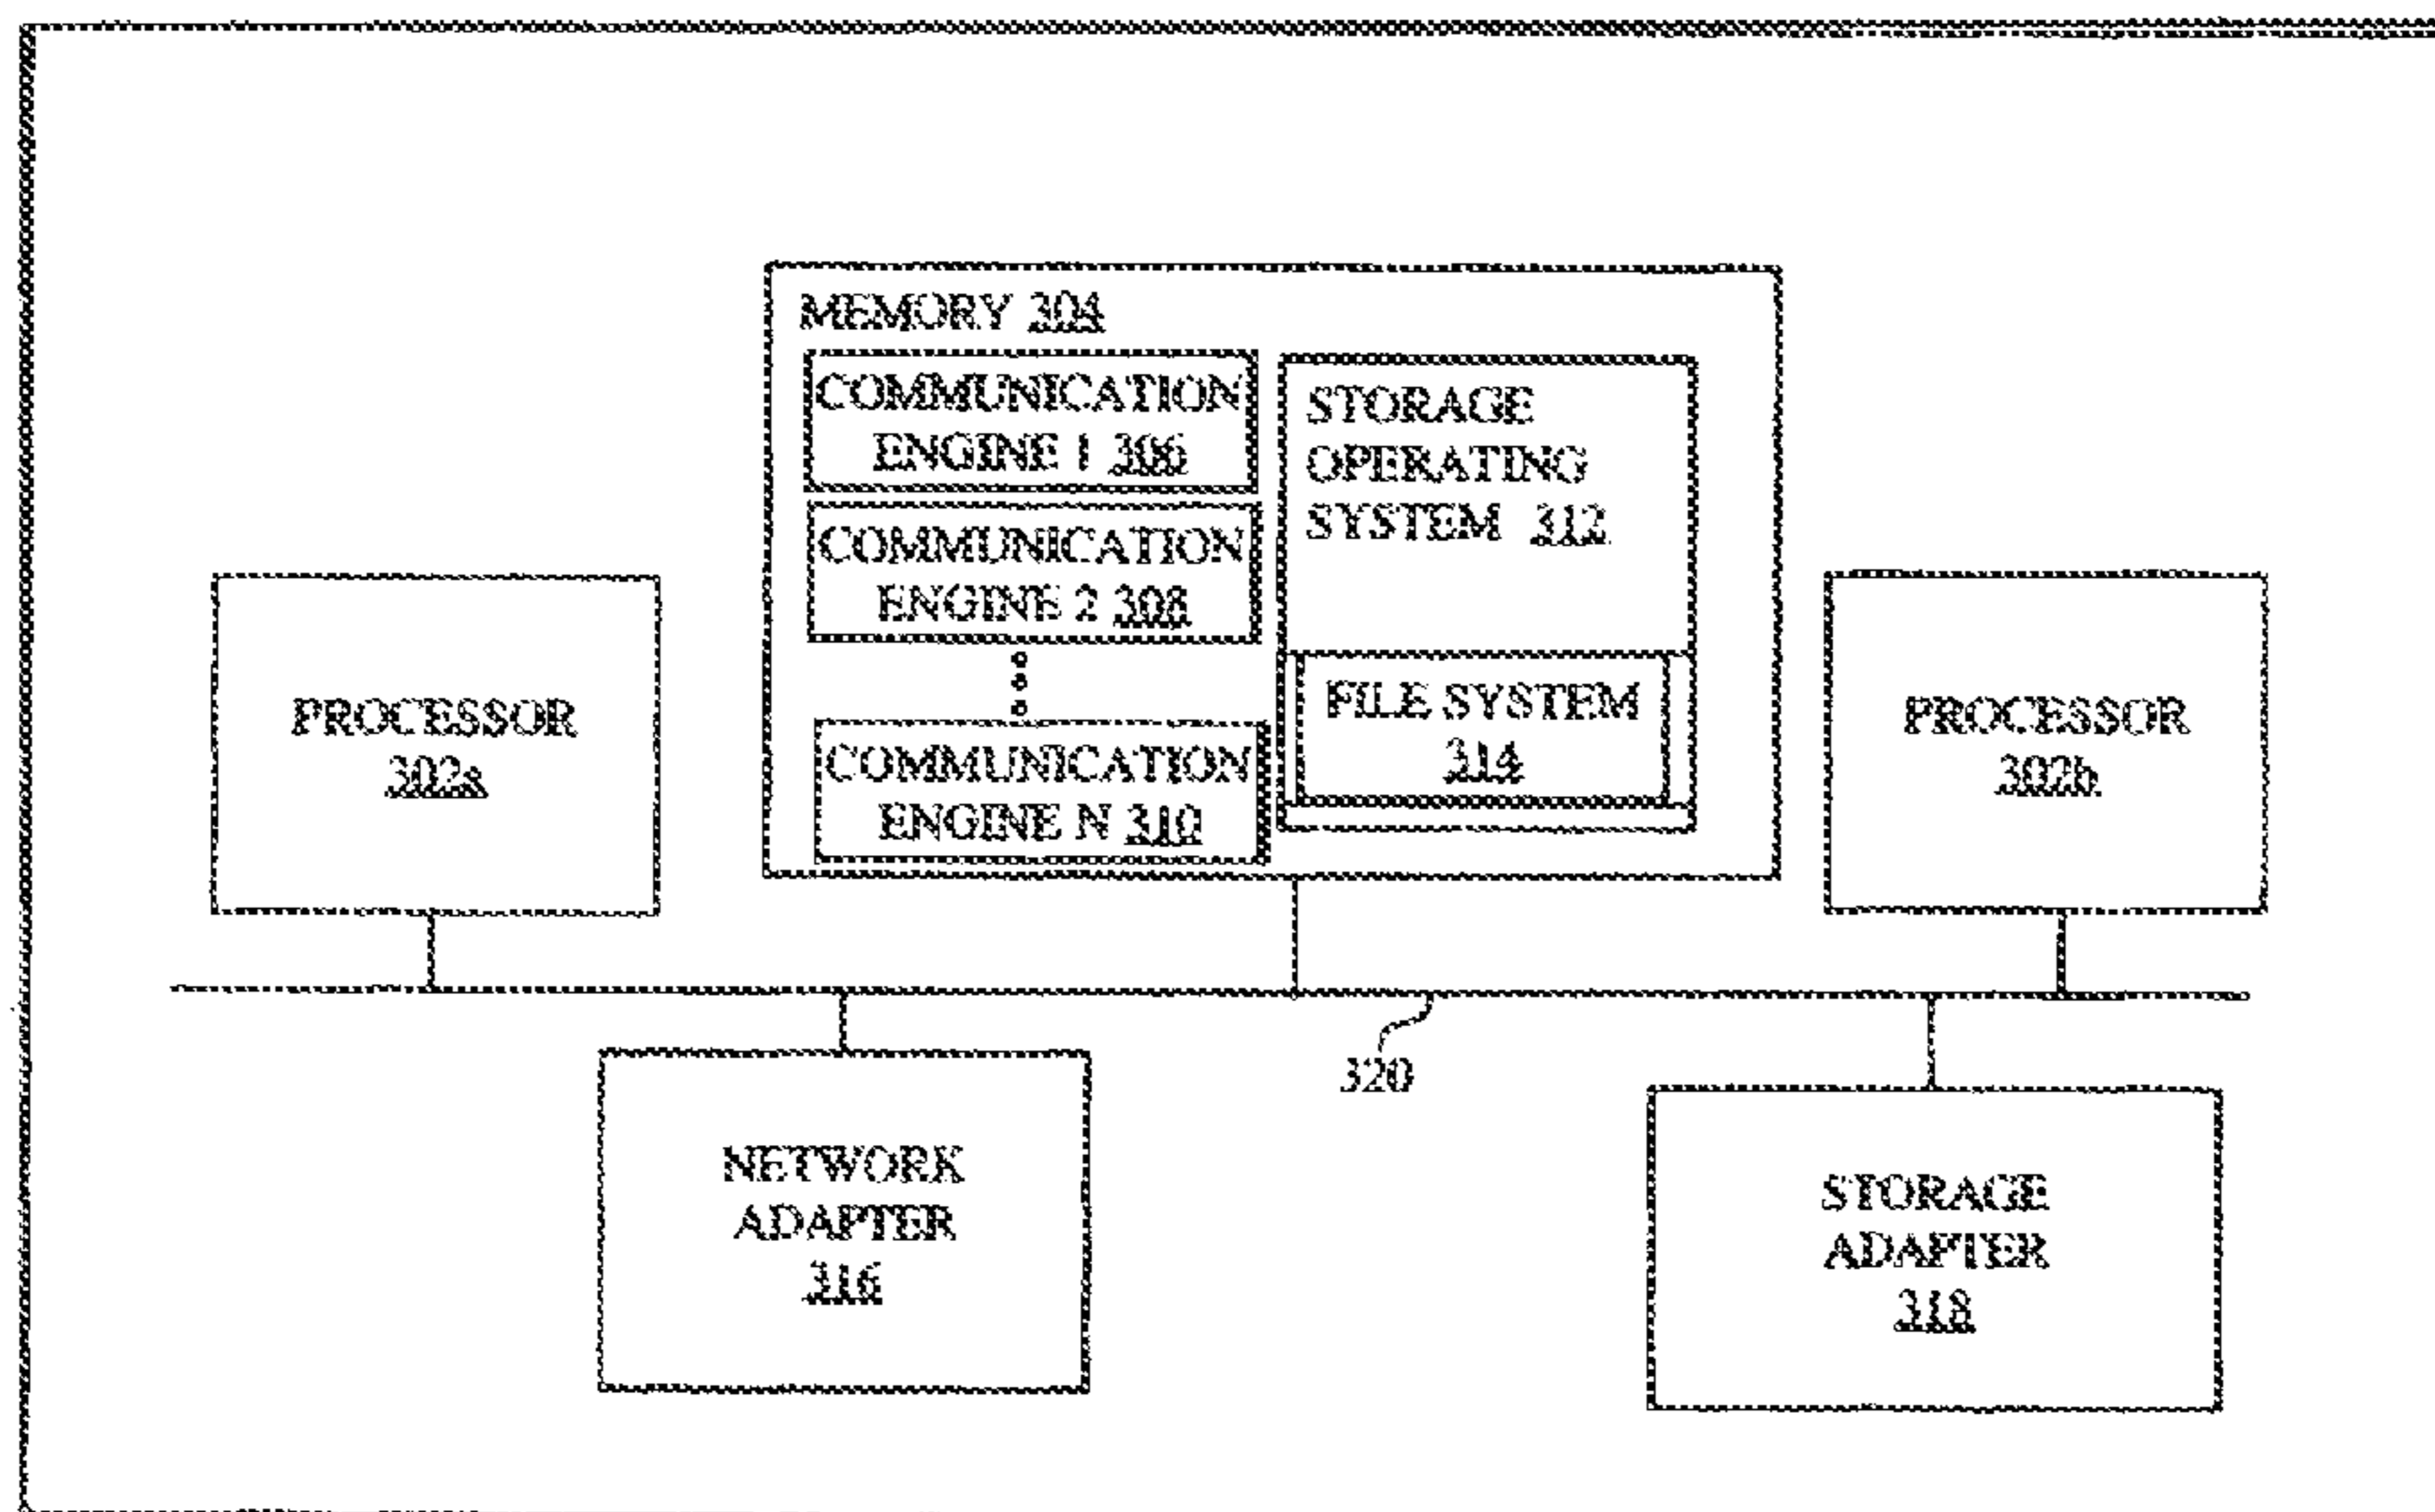 MEMORY 304
COMMUNICATION
ENGINE 1 306
COMMUNICATION
ENGINE 2 308
COMMUNICATION
ENGINE N 310
STORAGE
OPERATING
SYSTEM 312
FILE SYSTEM
314
PROCESSOR
302a
PROCESSOR
302b
320
NETWORK
ADAPTER
316
STORAGE
ADAPTER
318